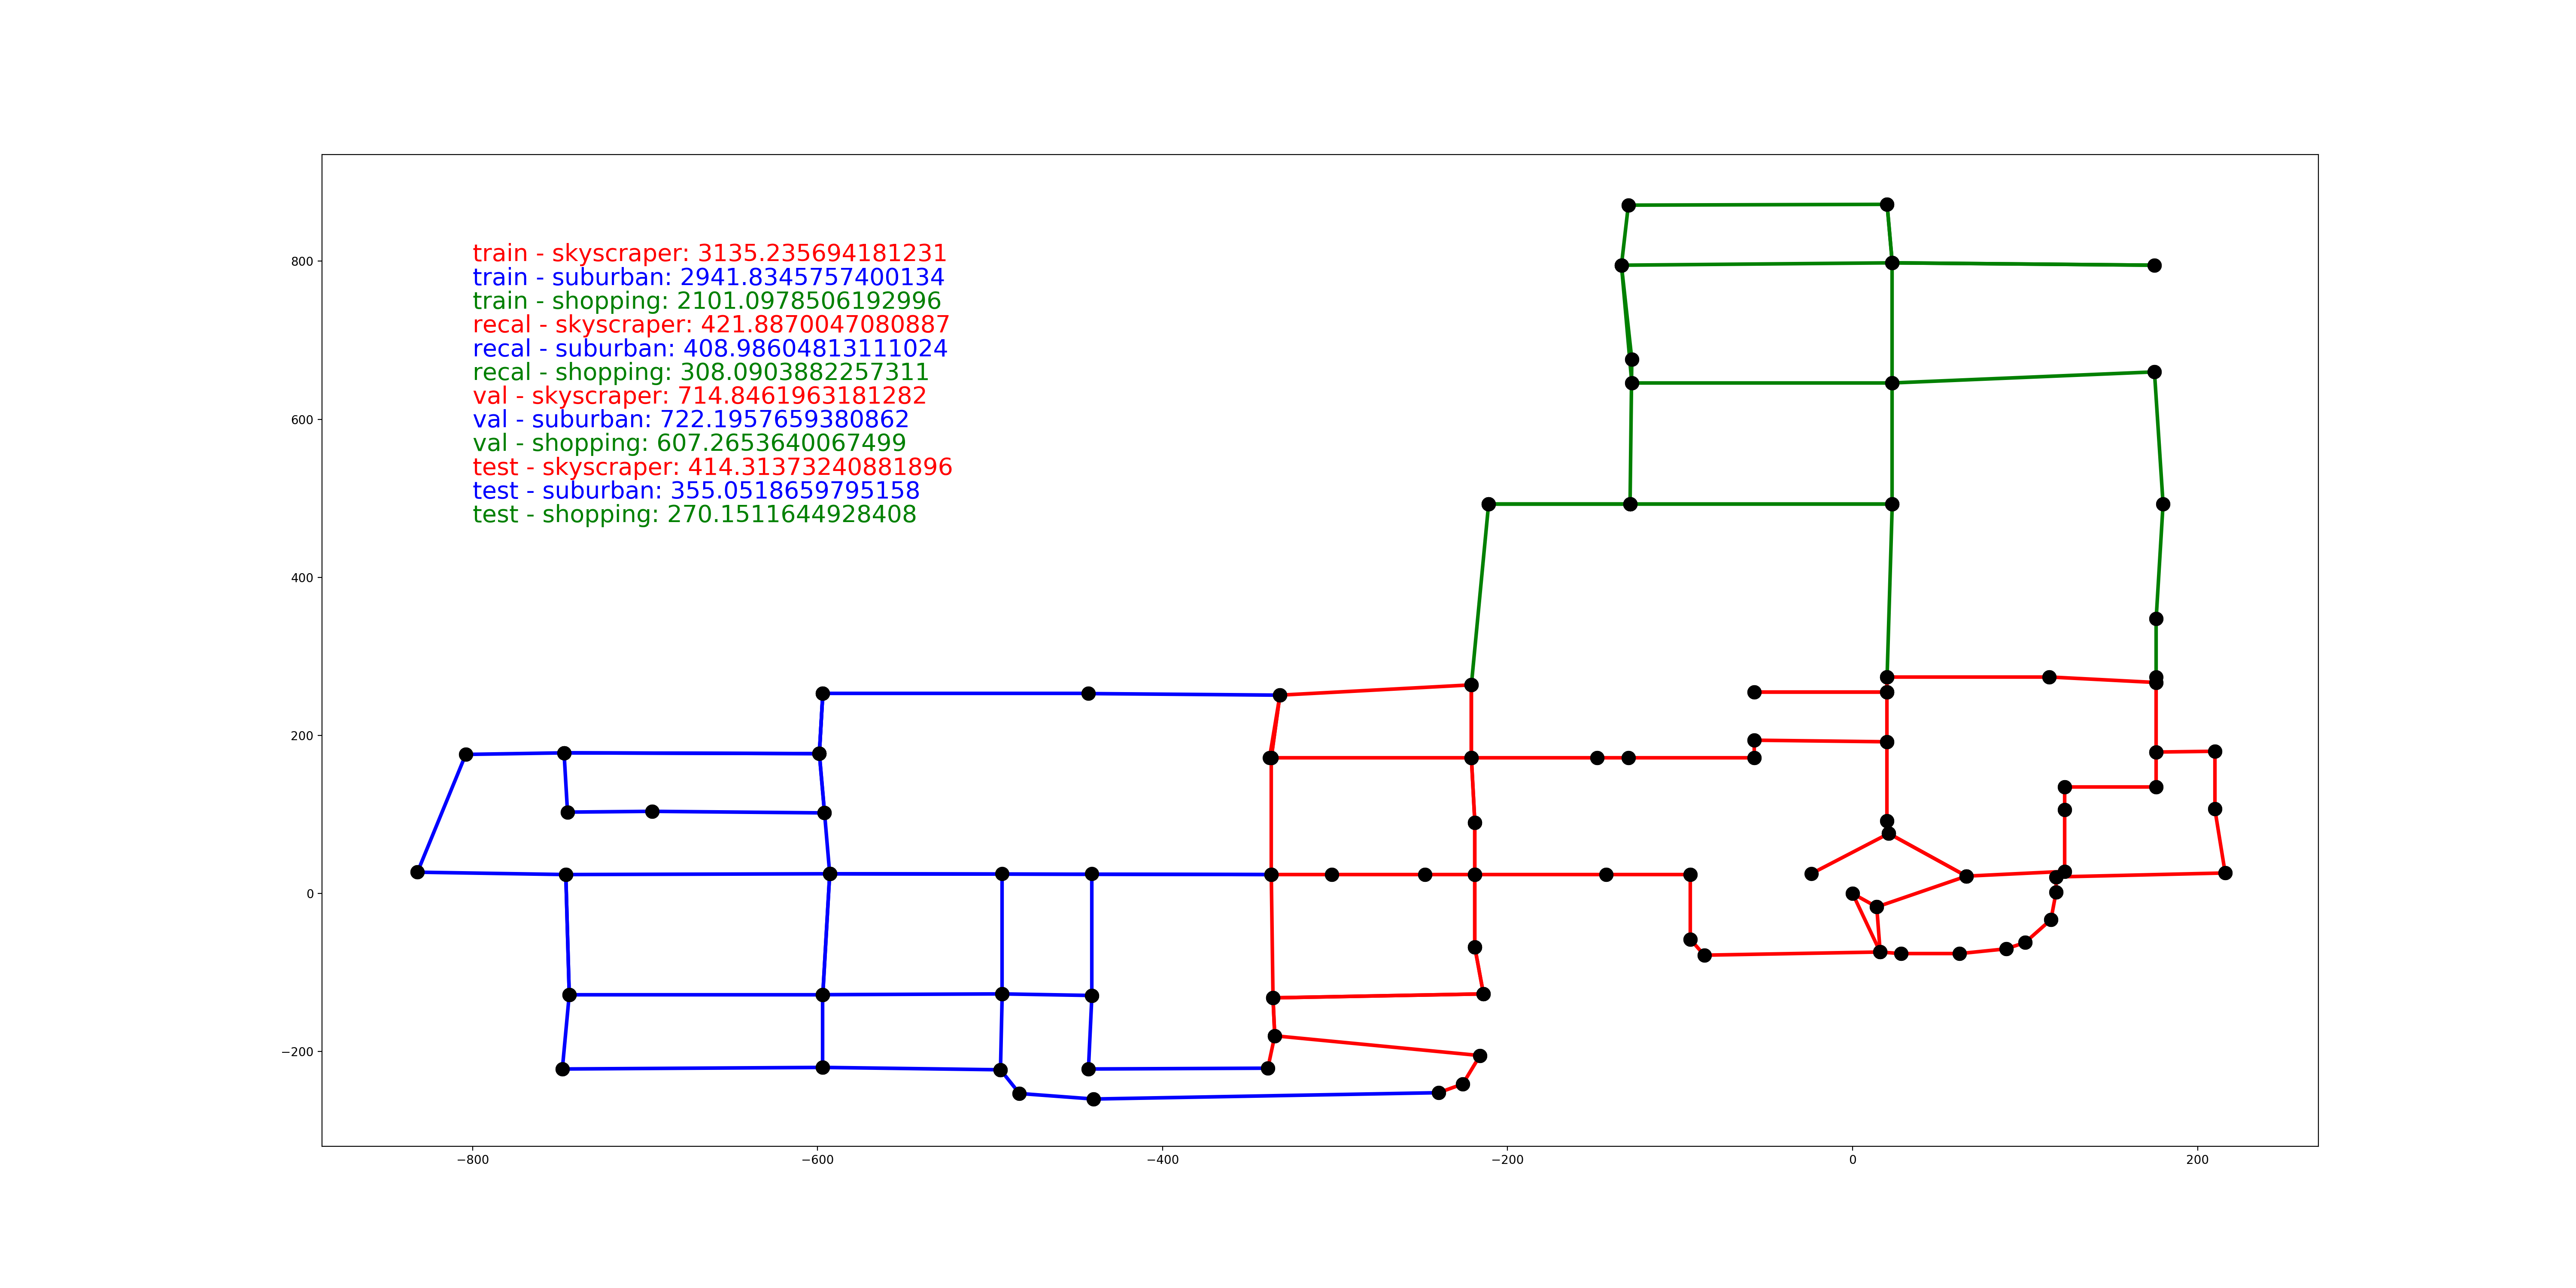 train - skyscraper: 3135.235694181231
train - suburban: 2941.8345757400134
train - shopping: 2101.0978506192996
recal - skyscraper: 421.8870047080887
recal - suburban: 408.98604813111024
recal - shopping: 308.0903882257311
val - skyscraper: 714.8461963181282
val - suburban: 722.1957659380862
val - shopping: 607.2653640067499
test - skyscraper: 414.31373240881896
test - suburban: 355.0518659795158
test - shopping: 270.1511644928408
800
600
400
200
0
−200
−800 −600 −400 −200 0 200